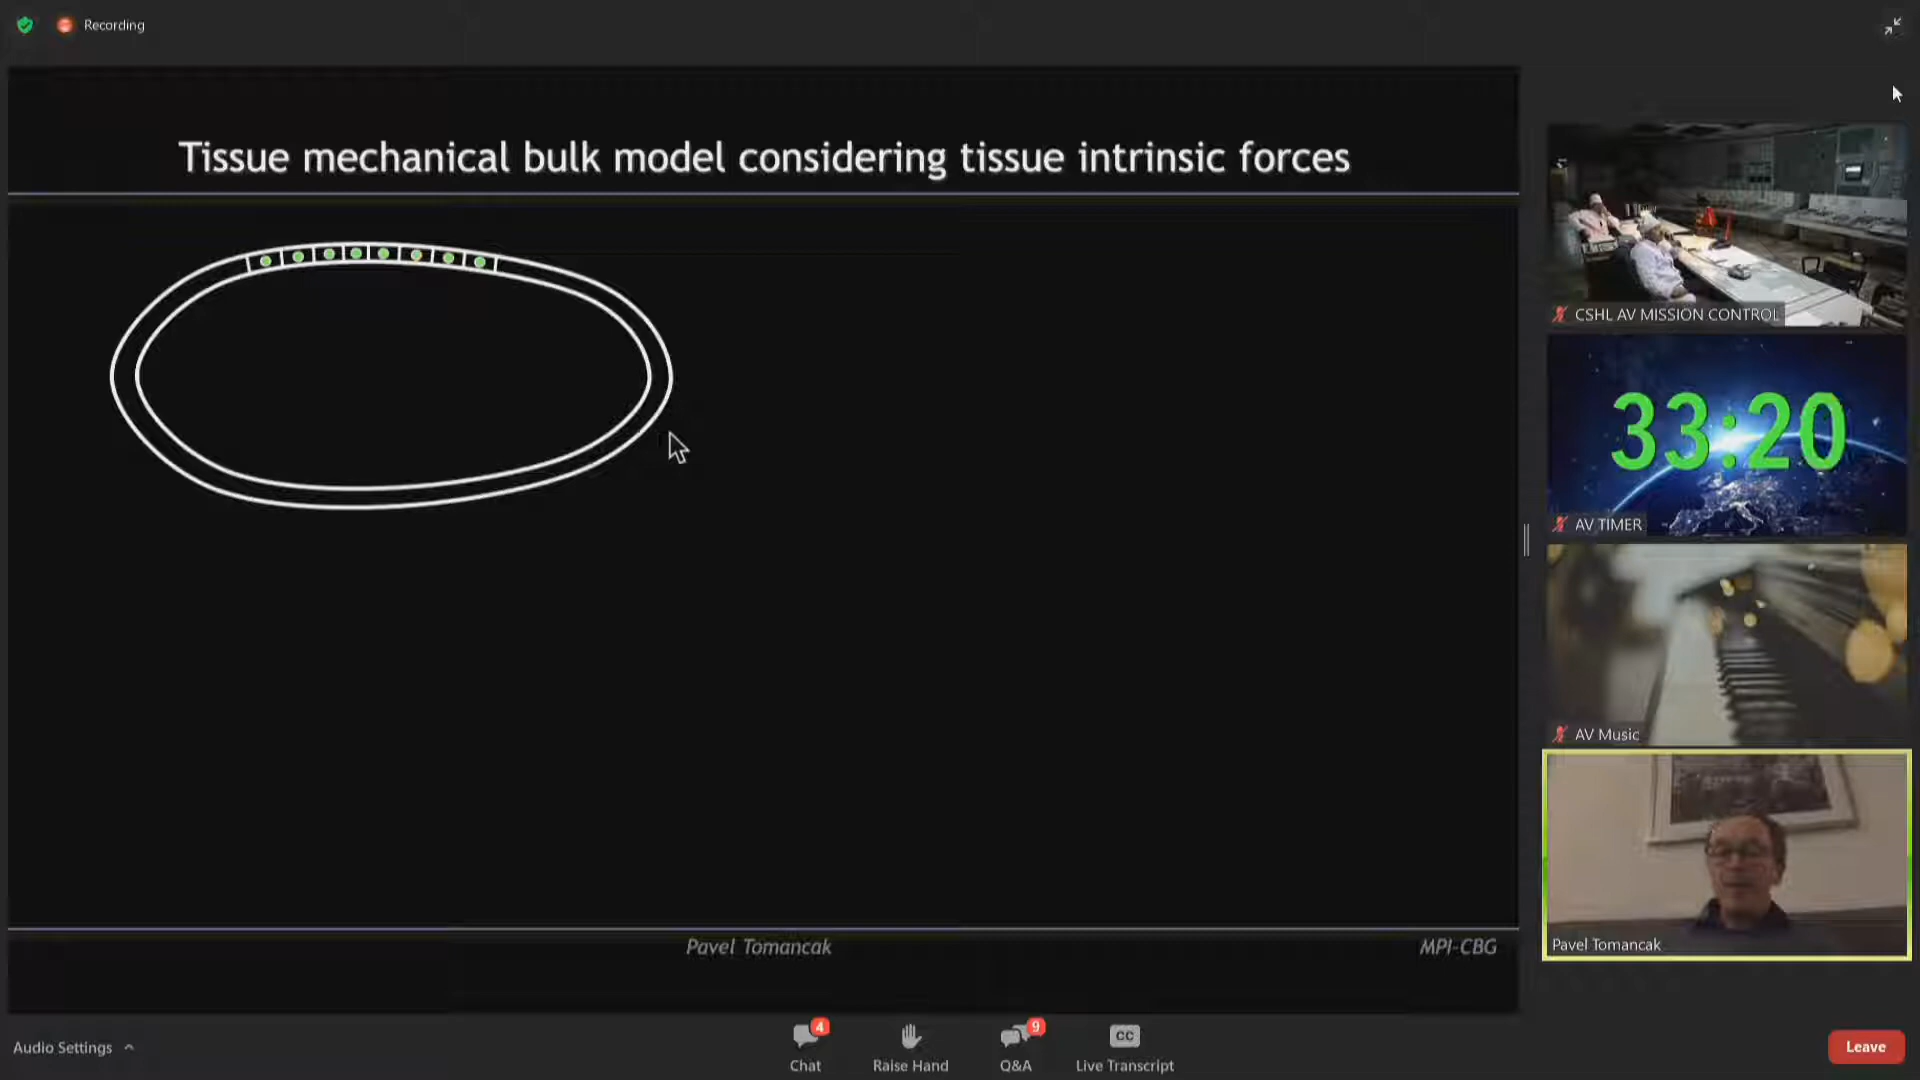 Recording
Tissue mechanical bulk model considering tissue intrinsic forces
CSHL AV MISSION CONTROL
33:20
AV TIMER
AV Music
Pavel Tomancak
Pavel Tomancak
MPI-CBG
Audio Settings
4
Chat
Raise Hand
9
Q&A
CC
Live Transcript
Leave